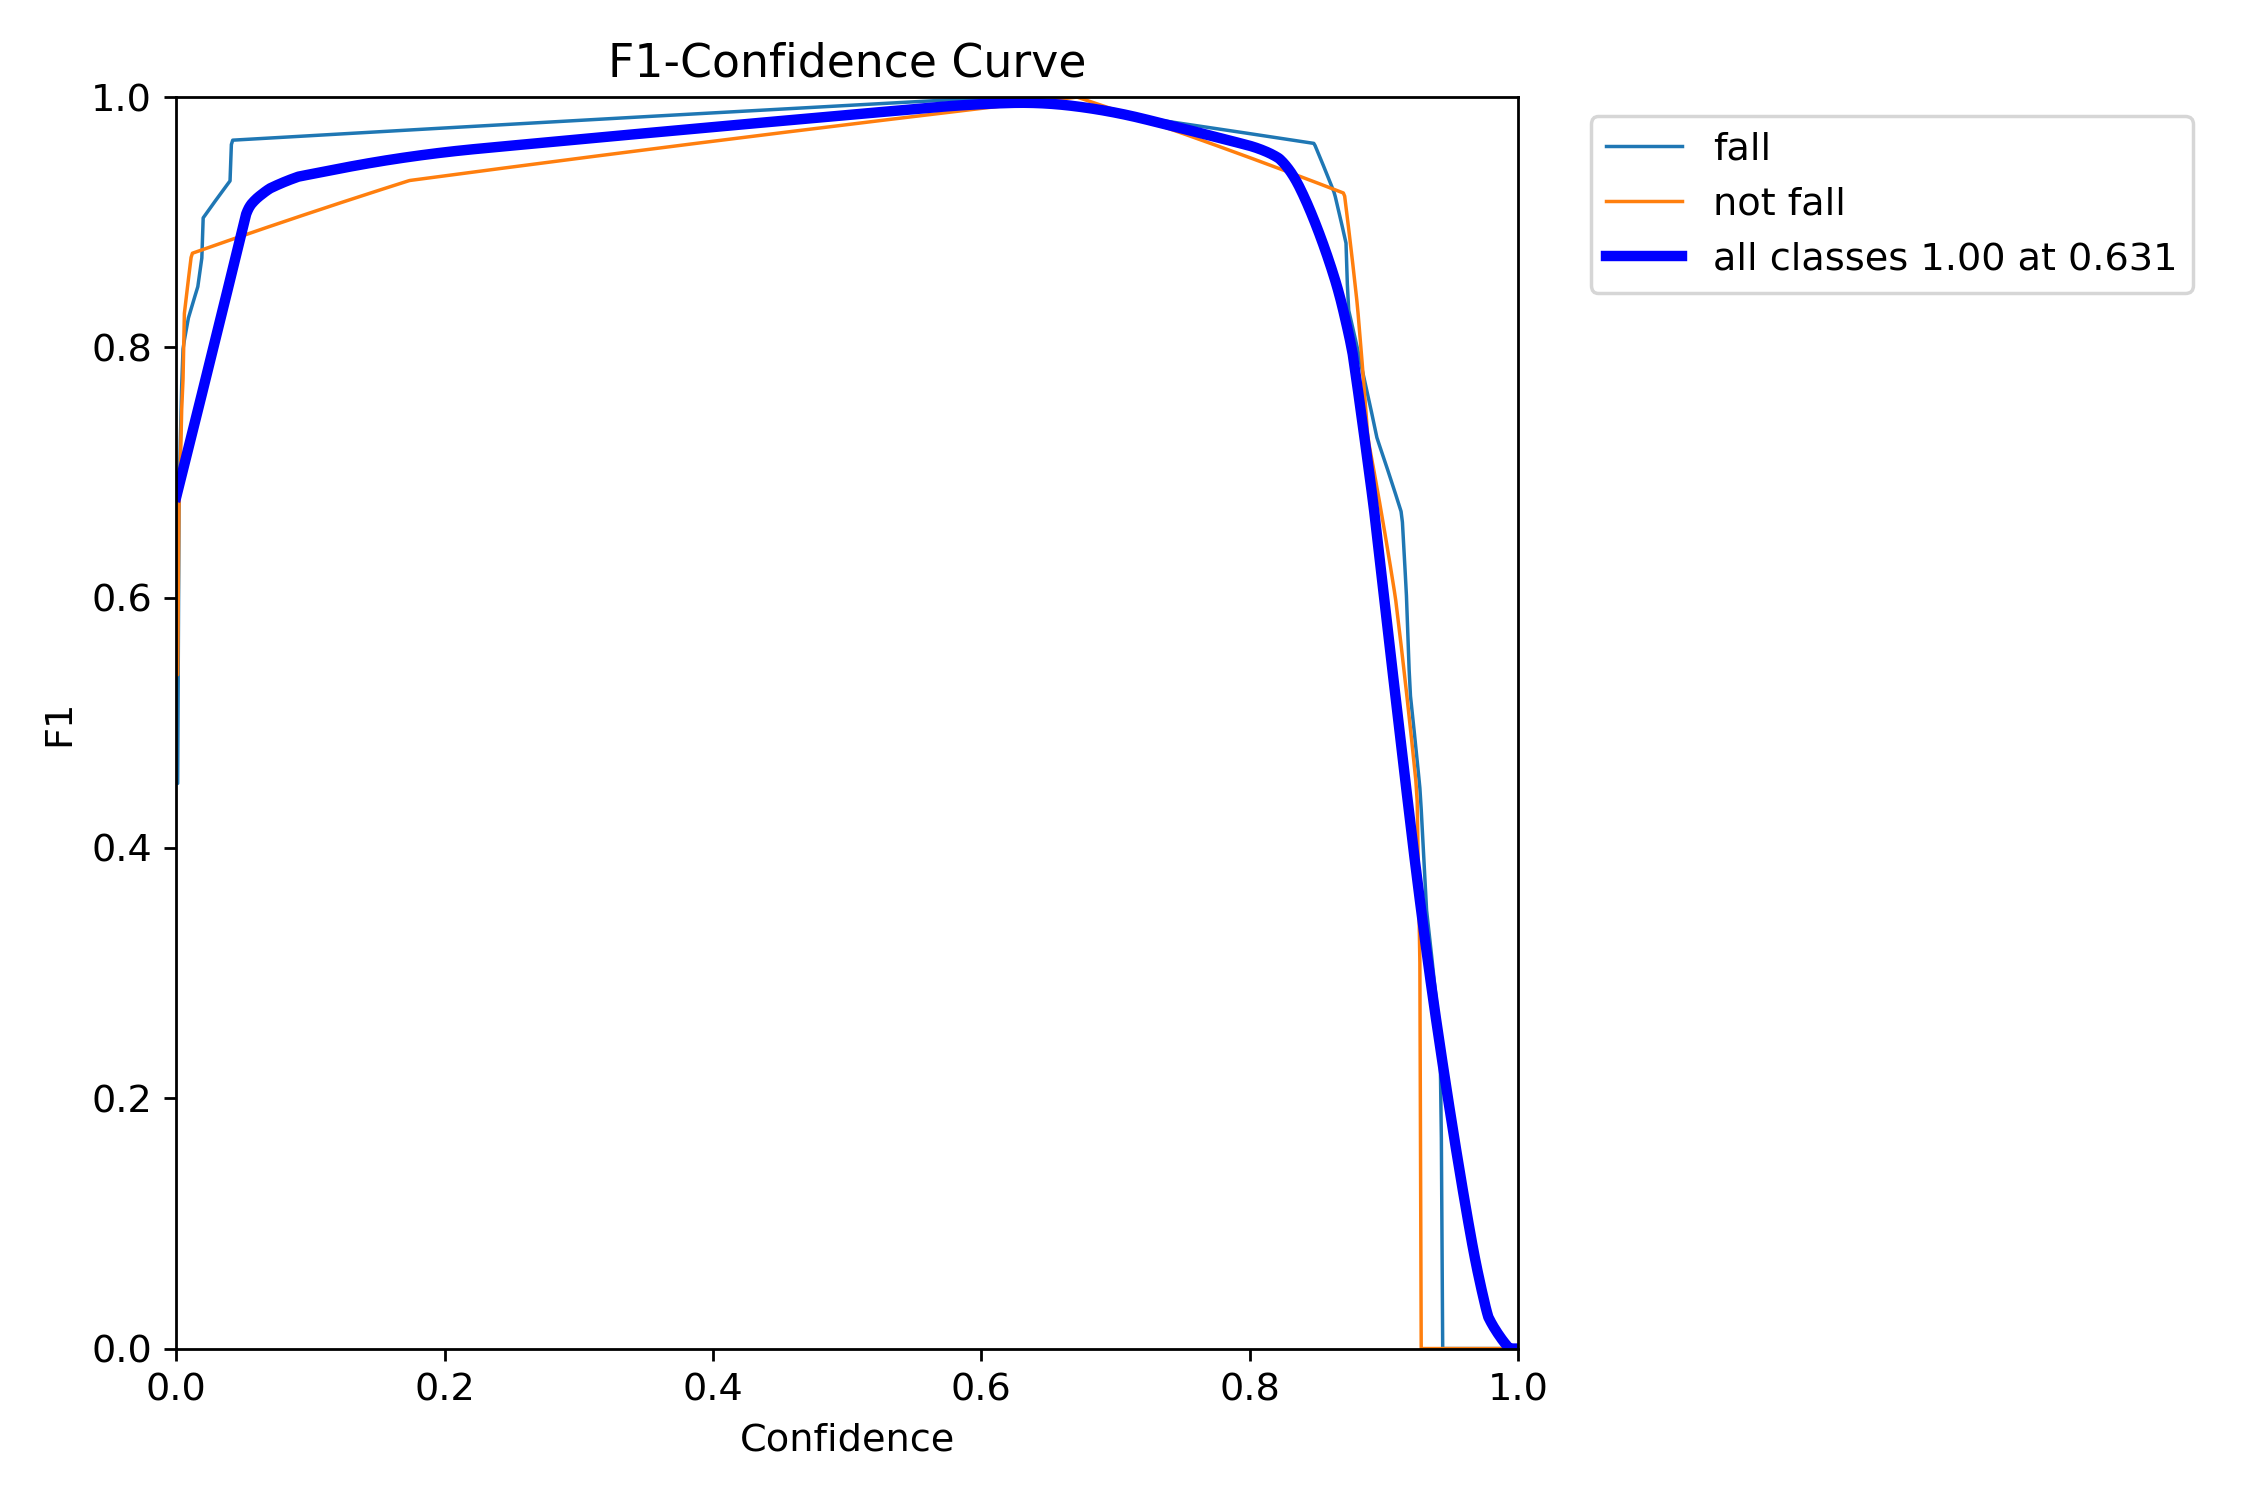 F1-Confidence Curve
1.0
0.8
0.6
0.4
0.2
0.0
F1
0.0 0.2 0.4 0.6 0.8 1.0
Confidence
fall
not fall
all classes 1.00 at 0.631